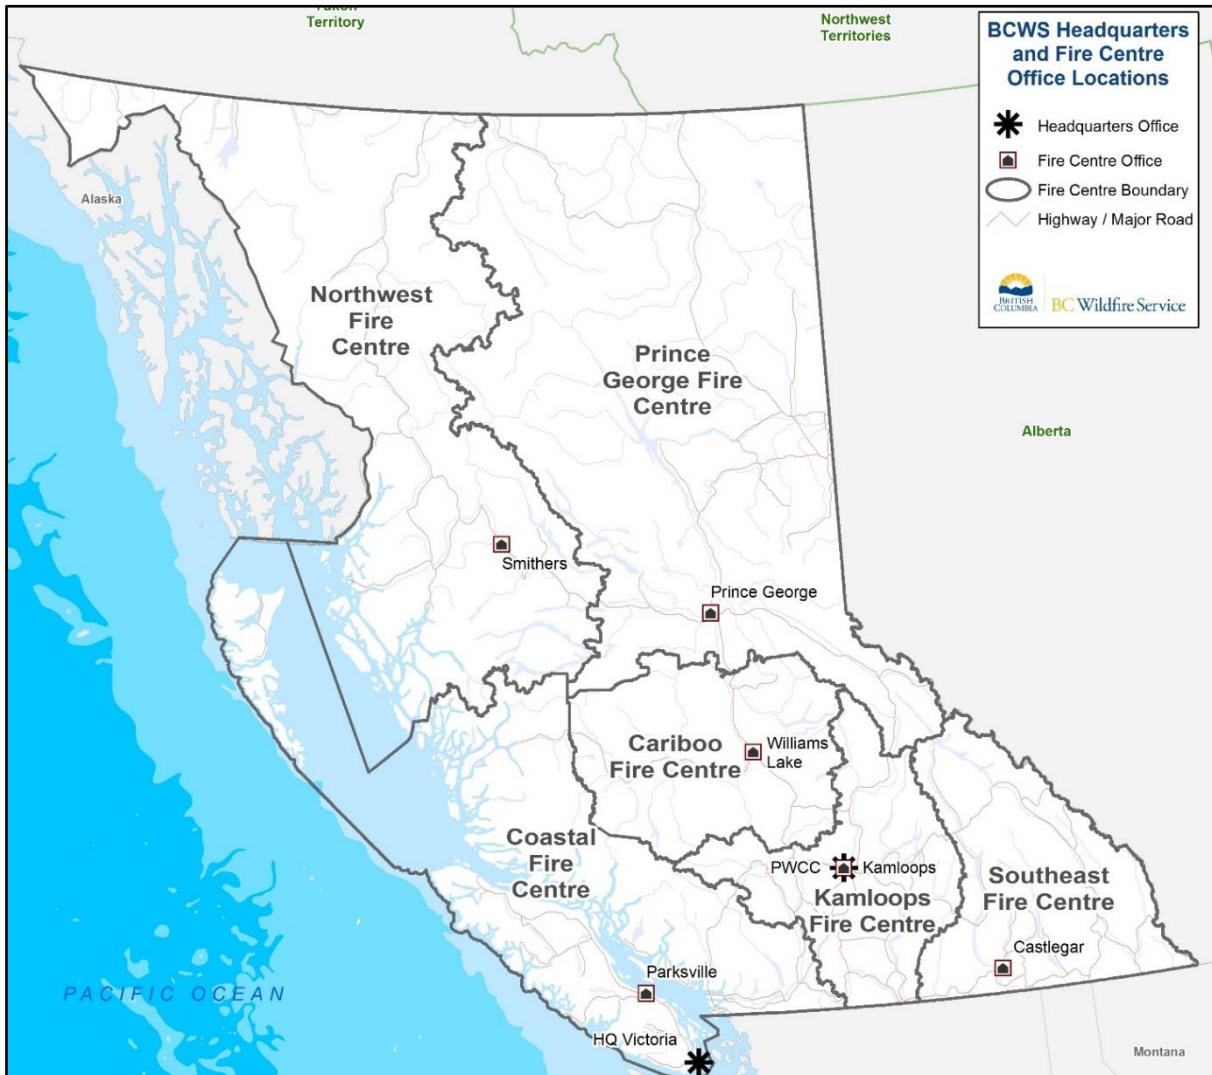 Yukon
Territory
Northwest
Territories
BCWS Headquarters
and Fire Centre
Office Locations
Headquarters Office
Fire Centre Office
Fire Centre Boundary
Highway / Major Road
BRITISH
COLUMBIA
BC Wildfire Service
Alaska
Northwest
Fire
Centre
Prince
George Fire
Centre
Alberta
Smithers
Prince George
Cariboo
Fire Centre
Williams
Lake
Coastal
Fire
Centre
PWCC
Kamloops
Kamloops
Fire Centre
Southeast
Fire Centre
Castlegar
Parksville
PACIFIC OCEAN
HQ Victoria
Montana